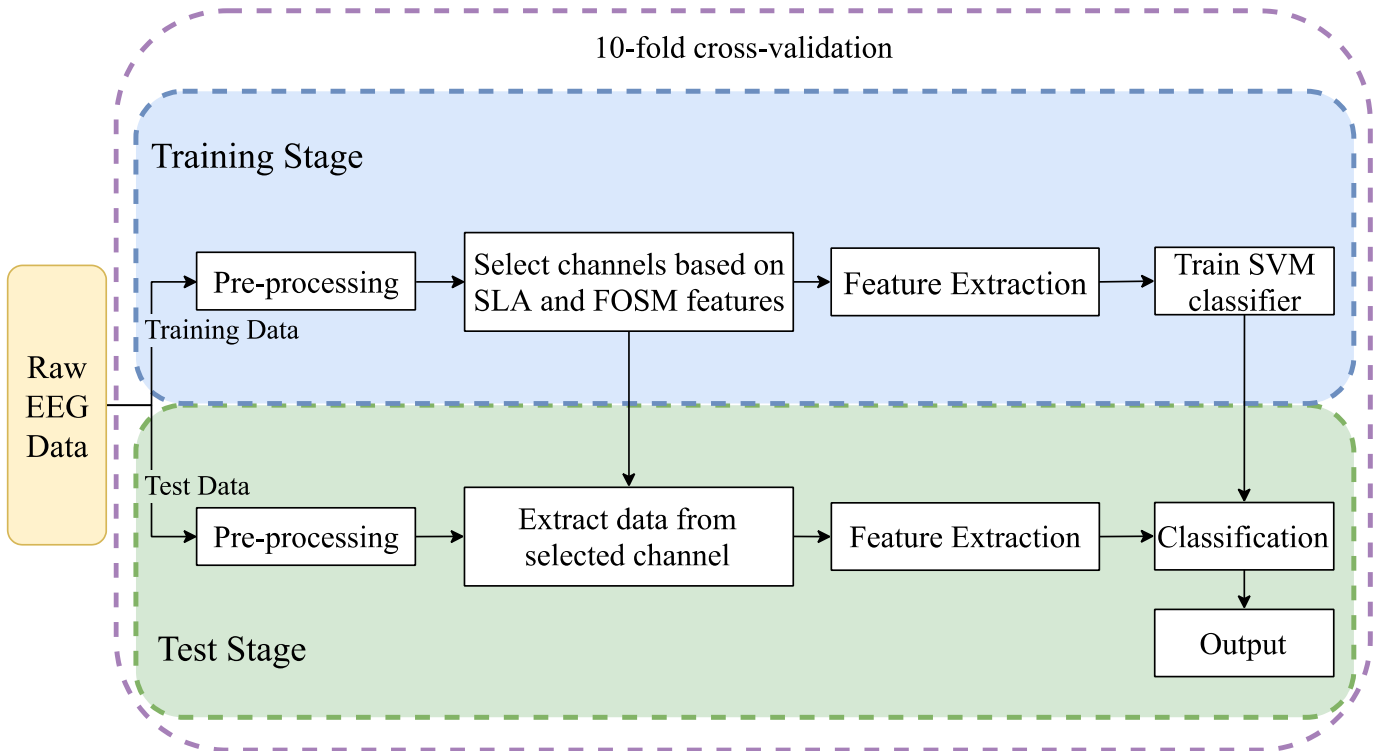 10-fold cross-validation
Training Stage
Pre-processing
Select channels based on
SLA and FOSM features
Feature Extraction
Train SVM
classifier
Training Data
Raw
EEG
Data
Test Data
Pre-processing
Extract data from
selected channel
Feature Extraction
Classification
Test Stage
Output